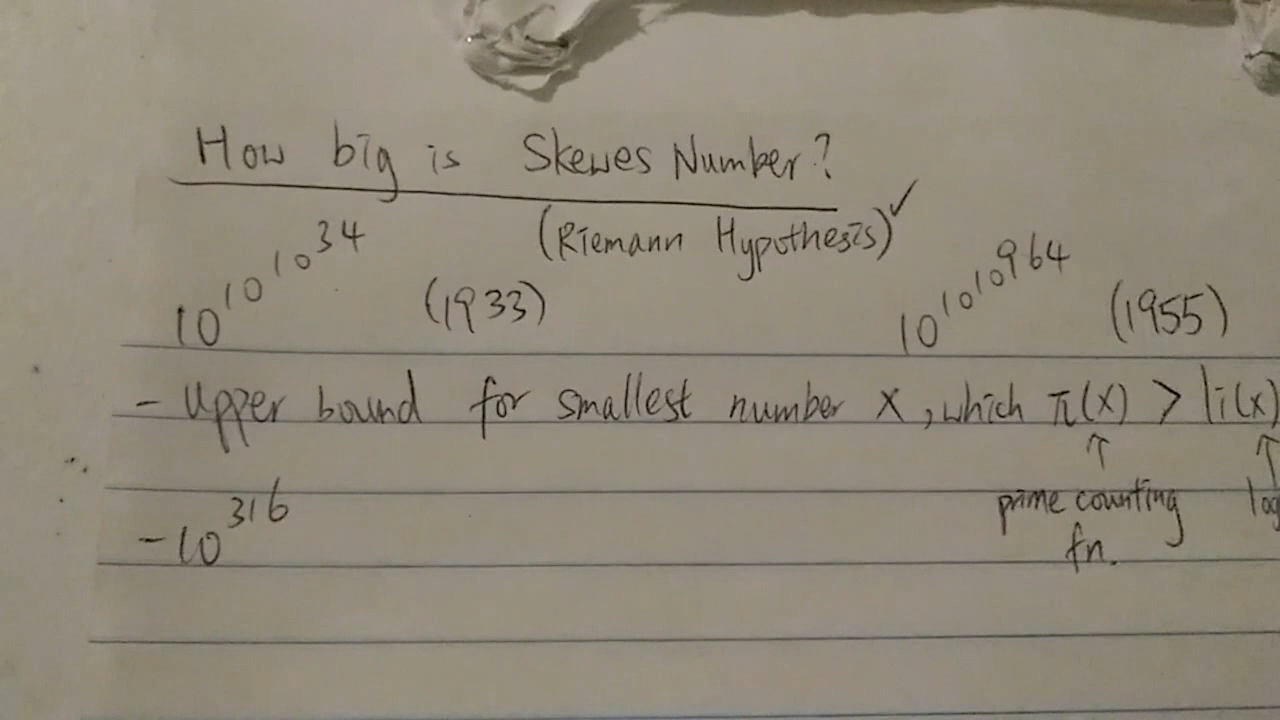 How big is Skewes Number?
(Riemann Hypothesis)✓
10^10^10^34 (1933) 10^10^10^964 (1955)
- Upper bound for smallest number x, which π(x) > li(x)
↑ ↑
prime counting log
fn.
- 10^316